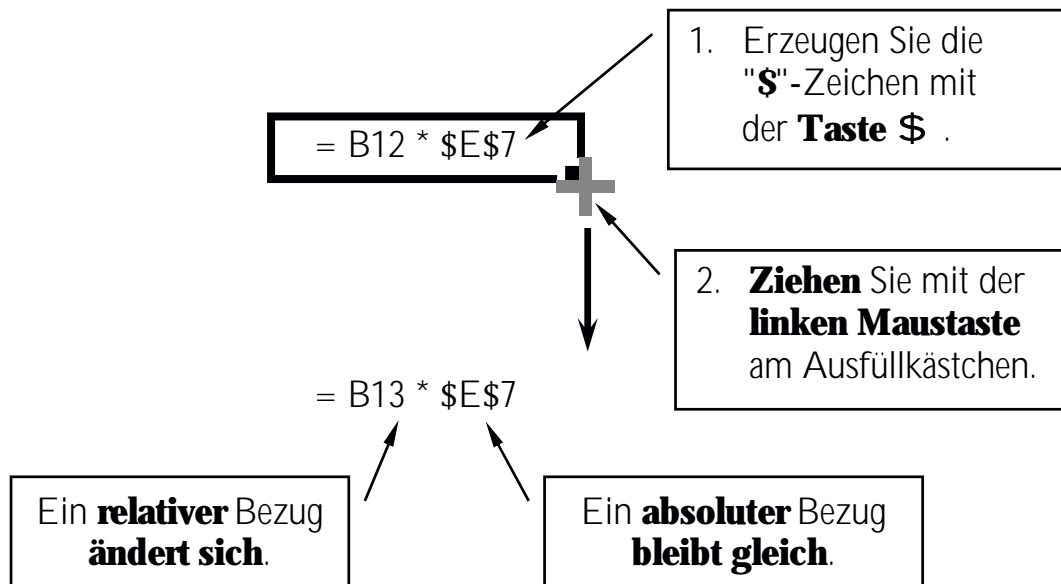 1. Erzeugen Sie die
"$"-Zeichen mit
der Taste $ .
= B12 * $E$7
2. Ziehen Sie mit der
linken Maustaste
am Ausfüllkästchen.
= B13 * $E$7
Ein relativer Bezug
ändert sich.
Ein absoluter Bezug
bleibt gleich.